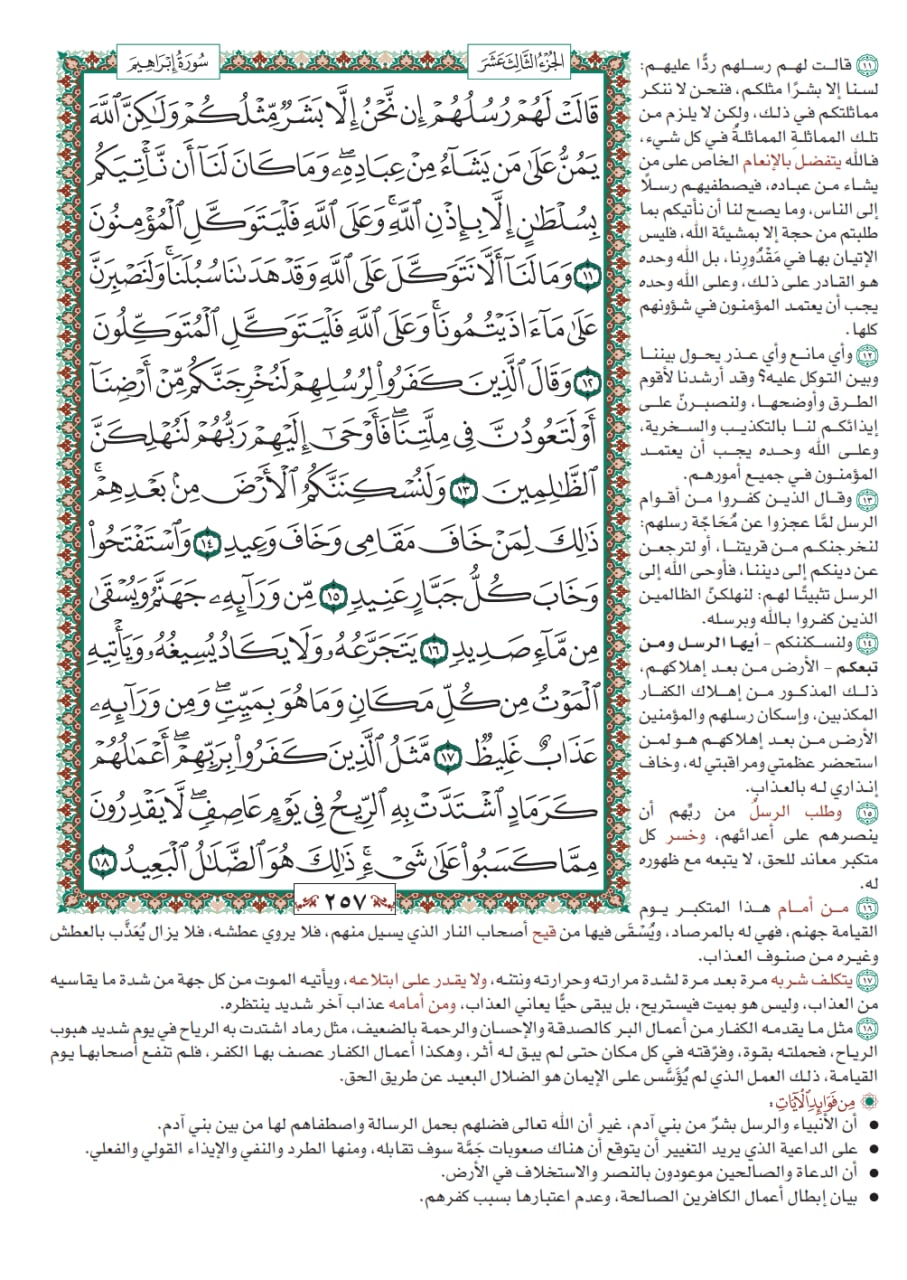 الجُزْءُ الثَّالِثَ عَشَرَ
سُورَةُ إِبْرَاهِيمَ
قَالَتْ لَهُمْ رُسُلُهُمْ إِن نَّحْنُ إِلَّا بَشَرٌ مِّثْلُكُمْ وَلَٰكِنَّ ٱللَّهَ
يَمُنُّ عَلَىٰ مَن يَشَآءُ مِنْ عِبَادِهِۦۖ وَمَا كَانَ لَنَآ أَن نَّأْتِيَكُم
بِسُلْطَٰنٍ إِلَّا بِإِذْنِ ٱللَّهِۚ وَعَلَى ٱللَّهِ فَلْيَتَوَكَّلِ ٱلْمُؤْمِنُونَ
١١ وَمَا لَنَآ أَلَّا نَتَوَكَّلَ عَلَى ٱللَّهِ وَقَدْ هَدَىٰنَا سُبُلَنَاۚ وَلَنَصْبِرَنَّ
عَلَىٰ مَآ ءَاذَيْتُمُونَاۚ وَعَلَى ٱللَّهِ فَلْيَتَوَكَّلِ ٱلْمُتَوَكِّلُونَ
١٢ وَقَالَ ٱلَّذِينَ كَفَرُوا۟ لِرُسُلِهِمْ لَنُخْرِجَنَّكُم مِّنْ أَرْضِنَآ
أَوْ لَتَعُودُنَّ فِى مِلَّتِنَاۖ فَأَوْحَىٰٓ إِلَيْهِمْ رَبُّهُمْ لَنُهْلِكَنَّ
ٱلظَّٰلِمِينَ ١٣ وَلَنُسْكِنَنَّكُمُ ٱلْأَرْضَ مِنۢ بَعْدِهِمْۚ
ذَٰلِكَ لِمَنْ خَافَ مَقَامِى وَخَافَ وَعِيدِ ١٤ وَٱسْتَفْتَحُوا۟
وَخَابَ كُلُّ جَبَّارٍ عَنِيدٍ ١٥ مِّن وَرَآئِهِۦ جَهَنَّمُ وَيُسْقَىٰ
مِن مَّآءٍ صَدِيدٍ ١٦ يَتَجَرَّعُهُۥ وَلَا يَكَادُ يُسِيغُهُۥ وَيَأْتِيهِ
ٱلْمَوْتُ مِن كُلِّ مَكَانٍ وَمَا هُوَ بِمَيِّتٍۖ وَمِن وَرَآئِهِۦ
عَذَابٌ غَلِيظٌ ١٧ مَّثَلُ ٱلَّذِينَ كَفَرُوا۟ بِرَبِّهِمْۖ أَعْمَٰلُهُمْ
كَرَمَادٍ ٱشْتَدَّتْ بِهِ ٱلرِّيحُ فِى يَوْمٍ عَاصِفٍۖ لَّا يَقْدِرُونَ
مِمَّا كَسَبُوا۟ عَلَىٰ شَىْءٍۚ ذَٰلِكَ هُوَ ٱلضَّلَٰلُ ٱلْبَعِيدُ ١٨
٢٥٧
١١ قالت لهم رسلهم ردًّا عليهم:
لسنا إلا بشرًا مثلكم، فنحن لا ننكر
مماثلتكم في ذلك، ولكن لا يلزم من
تلك المماثلةِ المماثلةُ في كل شيء،
فالله يتفضل بالإنعام الخاص على من
يشاء من عباده، فيصطفيهم رسلًا
إلى الناس، وما يصح لنا أن نأتيكم بما
طلبتم من حجة إلا بمشيئة الله، فليس
الإتيان بها في مَقْدُورِنا، بل الله وحده
هو القادر على ذلك، وعلى الله وحده
يجب أن يعتمد المؤمنون في شؤونهم
كلها.
١٢ وأي مانع وأي عذر يحول بيننا
وبين التوكل عليه؟ وقد أرشدنا لأقوم
الطرق وأوضحها، ولنصبرنّ على
إيذائكم لنا بالتكذيب والسخرية،
وعلى الله وحده يجب أن يعتمد
المؤمنون في جميع أمورهم.
١٣ وقال الذين كفروا من أقوام
الرسل لمَّا عجزوا عن مُحَاجّة رسلهم:
لنخرجنكم من قريتنا، أو لترجعن
عن دينكم إلى ديننا، فأوحى الله إلى
الرسل تثبيتًا لهم: لنهلكنّ الظالمين
الذين كفروا بالله وبرسله.
١٤ ولنسكننكم – أيها الرسل ومن
تبعكم – الأرض من بعد إهلاكهم،
ذلك المذكور من إهلاك الكفار
المكذبين، وإسكان رسلهم والمؤمنين
الأرض من بعد إهلاكهم هو لمن
استحضر عظمتي ومراقبتي له، وخاف
إنذاري له بالعذاب.
١٥ وطلب الرسلُ من ربِّهم أن
ينصرهم على أعدائهم، وخسر كل
متكبر معاند للحق، لا يتبعه مع ظهوره
له.
١٦ من أمام هذا المتكبر يوم
القيامة جهنم، فهي له بالمرصاد، ويُسْقَى فيها من قيح أصحاب النار الذي يسيل منهم، فلا يروي عطشه، فلا يزال يُعَذَّب بالعطش
وغيره من صنوف العذاب.
١٧ يتكلف شربه مرة بعد مرة لشدة مرارته وحرارته ونتنه، ولا يقدر على ابتلاعه، ويأتيه الموت من كل جهة من شدة ما يقاسيه
من العذاب، وليس هو بميت فيستريح، بل يبقى حيًّا يعاني العذاب، ومن أمامه عذاب آخر شديد ينتظره.
١٨ مثل ما يقدمه الكفار من أعمال البر كالصدقة والإحسان والرحمة بالضعيف، مثل رماد اشتدت به الرياح في يوم شديد هبوب
الرياح، فحملته بقوة، وفرّقته في كل مكان حتى لم يبق له أثر، وهكذا أعمال الكفار عصف بها الكفر، فلم تنفع أصحابها يوم
القيامة، ذلك العمل الذي لم يُؤَسَّس على الإيمان هو الضلال البعيد عن طريق الحق.
مِن فَوَائِدِ الْآيَاتِ:
• أن الأنبياء والرسل بشرٌ من بني آدم، غير أن الله تعالى فضلهم بحمل الرسالة واصطفاهم لها من بين بني آدم.
• على الداعية الذي يريد التغيير أن يتوقع أن هناك صعوبات جَمَّة سوف تقابله، ومنها الطرد والنفي والإيذاء القولي والفعلي.
• أن الدعاة والصالحين موعودون بالنصر والاستخلاف في الأرض.
• بيان إبطال أعمال الكافرين الصالحة، وعدم اعتبارها بسبب كفرهم.